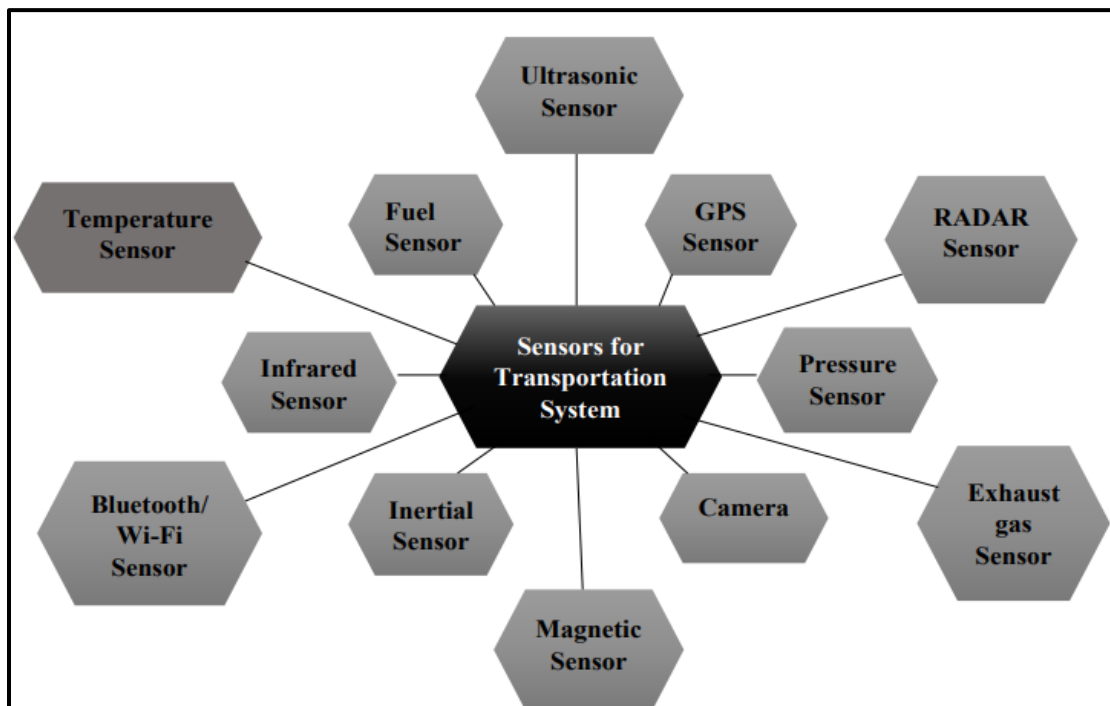 Ultrasonic
Sensor
Temperature
Sensor
Fuel
Sensor
GPS
Sensor
RADAR
Sensor
Infrared
Sensor
Sensors for
Transportation
System
Pressure
Sensor
Bluetooth/
Wi-Fi
Sensor
Inertial
Sensor
Camera
Exhaust
gas
Sensor
Magnetic
Sensor